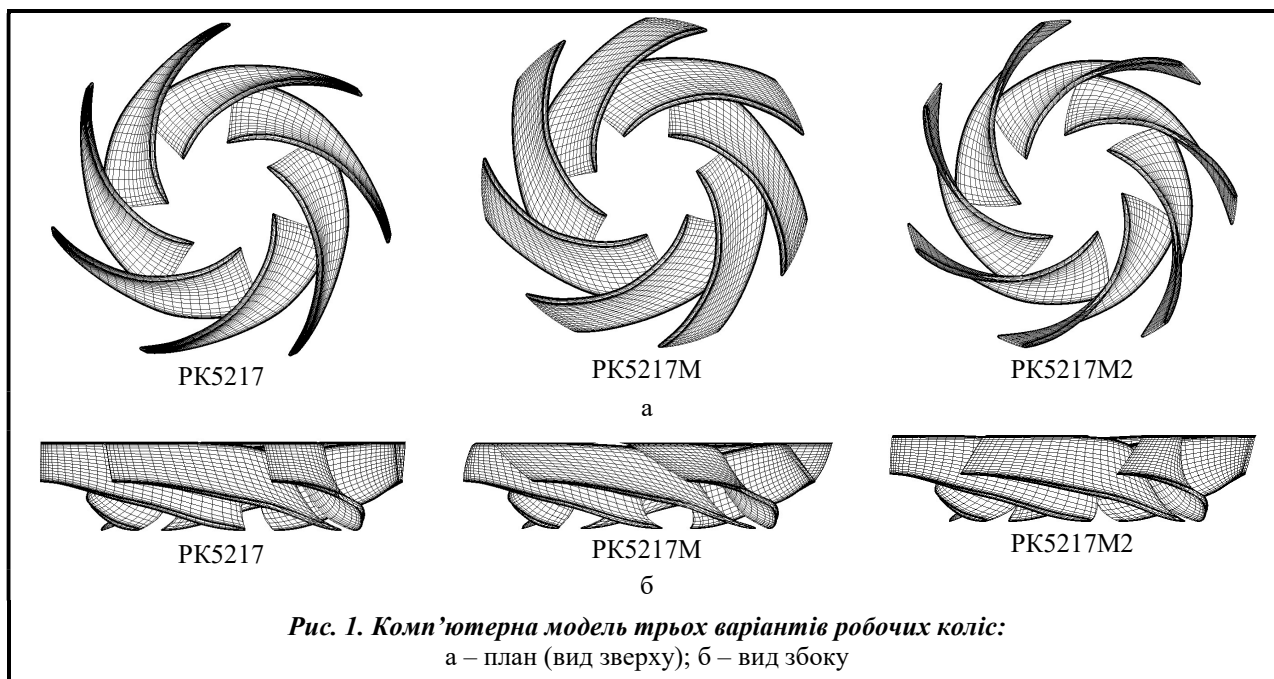 РК5217
РК5217М
РК5217М2
а
РК5217
РК5217М
РК5217М2
б
Рис. 1. Комп’ютерна модель трьох варіантів робочих коліс:
а – план (вид зверху); б – вид збоку